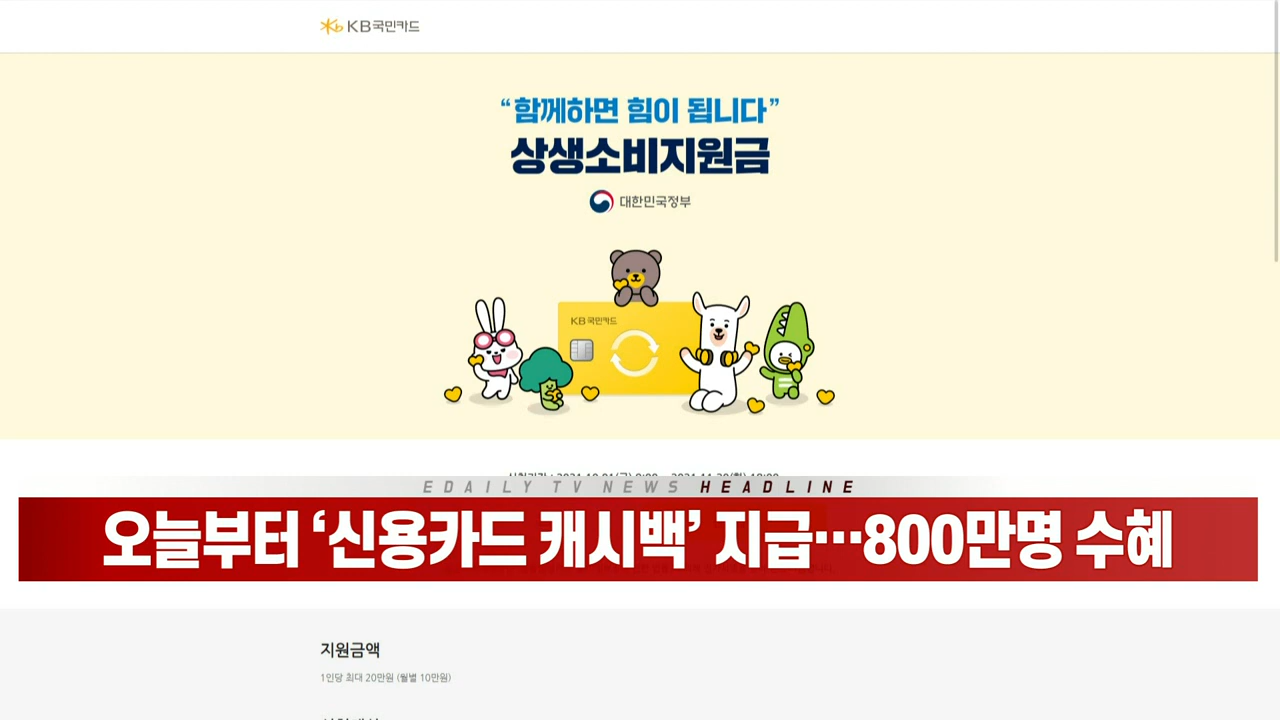 KB국민카드
“함께하면 힘이 됩니다”
상생소비지원금
대한민국정부
KB국민카드
EDAILY TV NEWS HEADLINE
오늘부터 ‘신용카드 캐시백’ 지급…800만명 수혜
지원금액
1인당 최대 20만원 (월별 10만원)